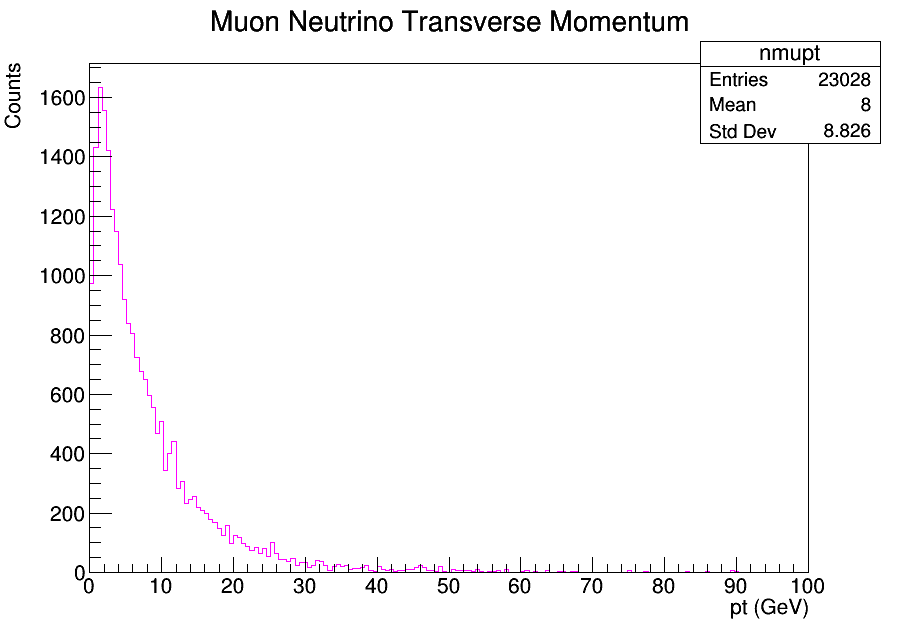 Muon Neutrino Transverse Momentum
nmupt
Entries 23028
Mean 8
Std Dev 8.826
Counts
1600
1400
1200
1000
800
600
400
200
0
0 10 20 30 40 50 60 70 80 90 100
pt (GeV)